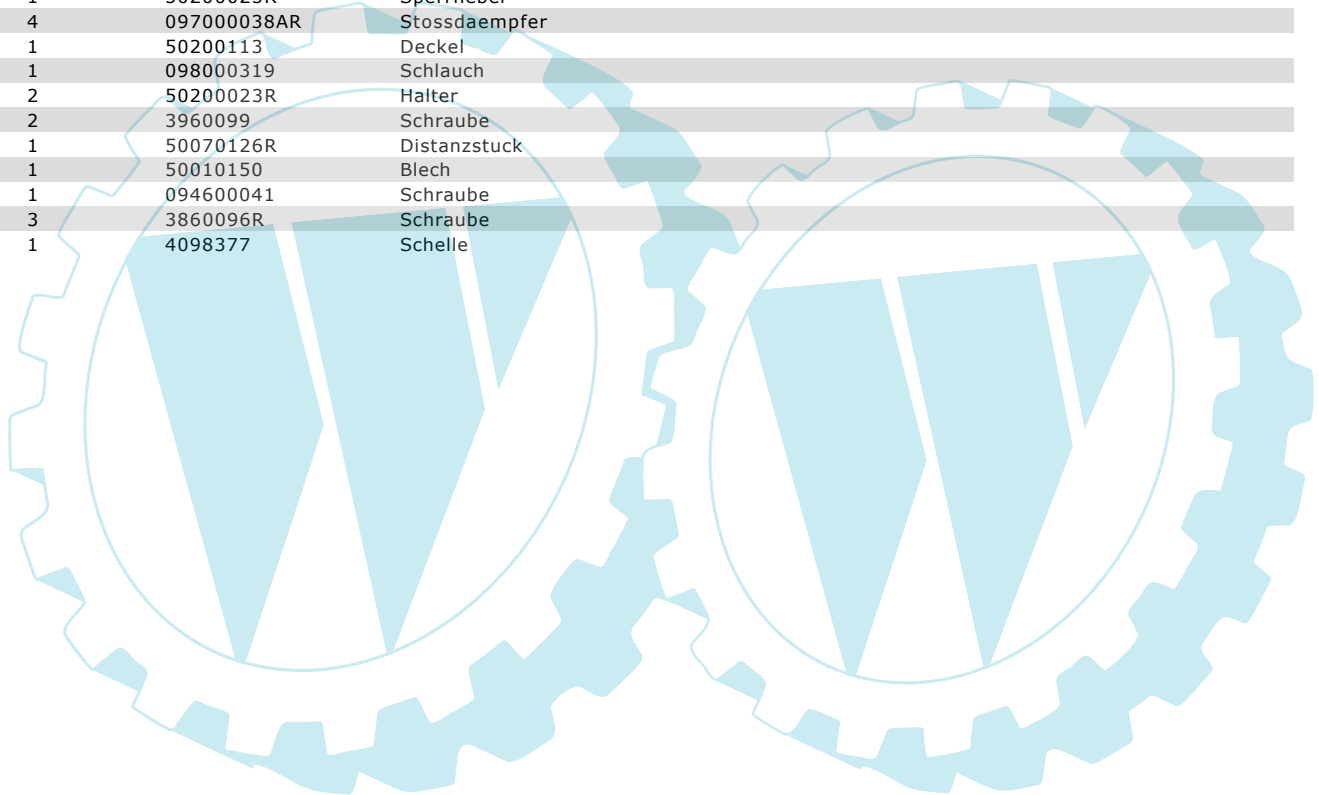 4 097000038AR Stossdaempfer
1 50200113 Deckel
1 098000319 Schlauch
2 50200023R Halter
2 3960099 Schraube
1 50070126R Distanzstuck
1 50010150 Blech
1 094600041 Schraube
3 3860096R Schraube
1 4098377 Schelle